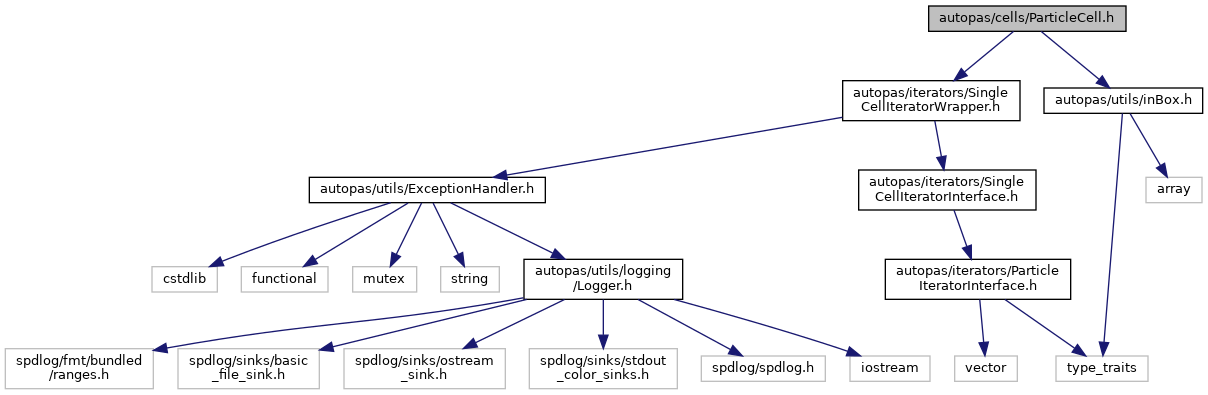 autopas/cells/ParticleCell.h
autopas/iterators/Single
CellIteratorWrapper.h
autopas/utils/inBox.h
autopas/utils/ExceptionHandler.h
autopas/iterators/Single
CellIteratorInterface.h
array
cstdlib
functional
mutex
string
autopas/utils/logging
/Logger.h
autopas/iterators/Particle
IteratorInterface.h
spdlog/fmt/bundled
/ranges.h
spdlog/sinks/basic
_file_sink.h
spdlog/sinks/ostream
_sink.h
spdlog/sinks/stdout
_color_sinks.h
spdlog/spdlog.h
iostream
vector
type_traits